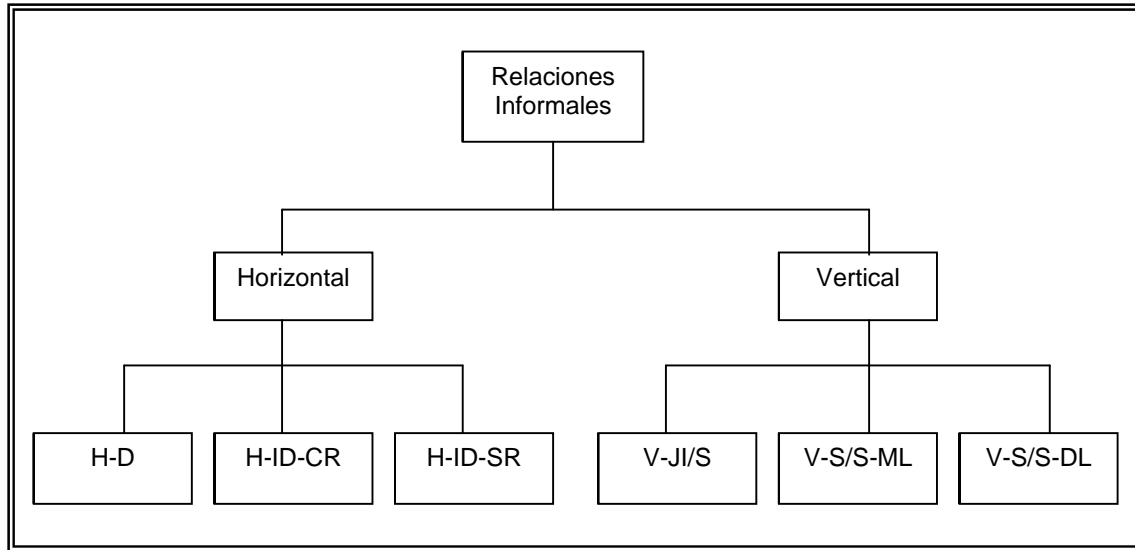 Relaciones
Informales
Horizontal
Vertical
H-D
H-ID-CR
H-ID-SR
V-JI/S
V-S/S-ML
V-S/S-DL